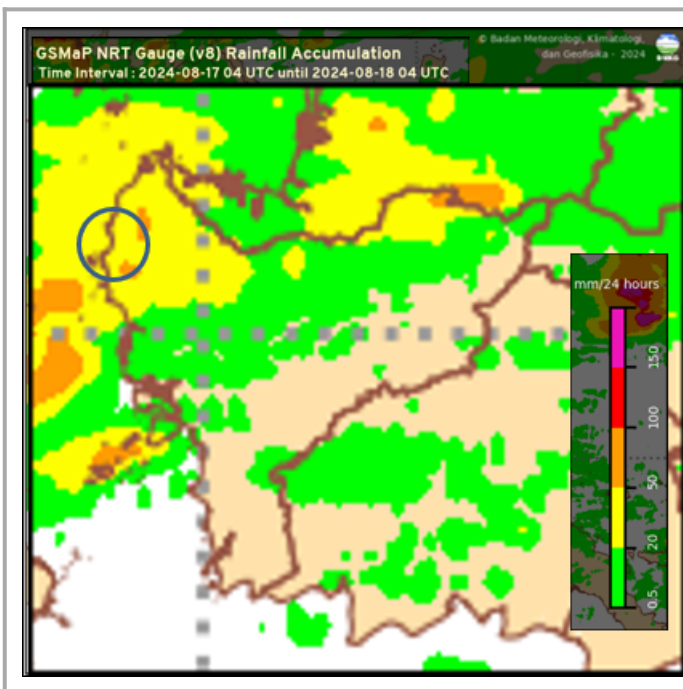 GSMaP NRT Gauge (v8) Rainfall Accumulation
Time Interval : 2024-08-17 04 UTC until 2024-08-18 04 UTC
© Badan Meteorologi, Klimatologi,
dan Geofisika - 2024
BMKG
mm/24 hours
150
100
50
20
0.5